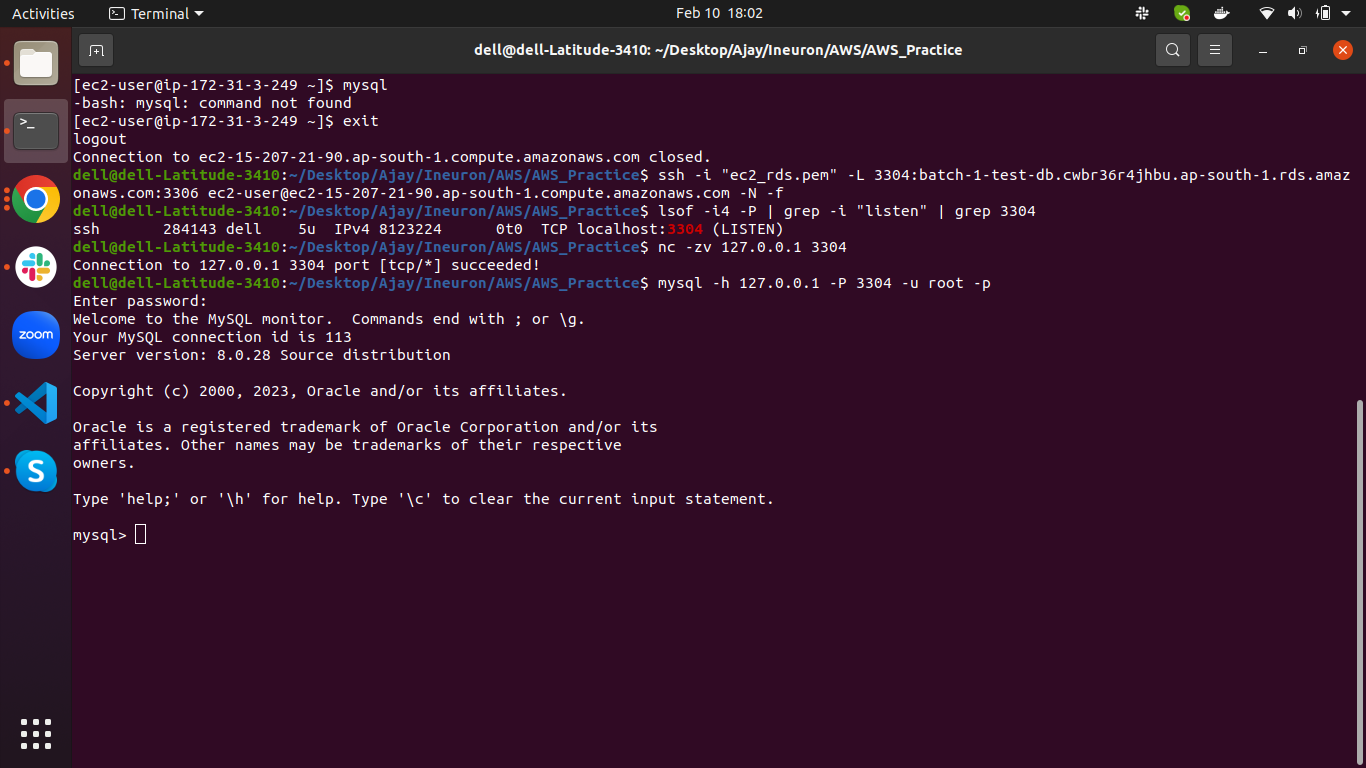 Activities
Terminal
Feb 10 18:02
dell@dell-Latitude-3410: ~/Desktop/Ajay/Ineuron/AWS/AWS_Practice
[ec2-user@ip-172-31-3-249 ~]$ mysql
-bash: mysql: command not found
[ec2-user@ip-172-31-3-249 ~]$ exit
logout
Connection to ec2-15-207-21-90.ap-south-1.compute.amazonaws.com closed.
dell@dell-Latitude-3410:~/Desktop/Ajay/Ineuron/AWS/AWS_Practice$ ssh -i "ec2_rds.pem" -L 3304:batch-1-test-db.cwbr36r4jhbu.ap-south-1.rds.amaz
onaws.com:3306 ec2-user@ec2-15-207-21-90.ap-south-1.compute.amazonaws.com -N -f
dell@dell-Latitude-3410:~/Desktop/Ajay/Ineuron/AWS/AWS_Practice$ lsof -i4 -P | grep -i "listen" | grep 3304
ssh       284143 dell    5u  IPv4 8123224      0t0  TCP localhost:3304 (LISTEN)
dell@dell-Latitude-3410:~/Desktop/Ajay/Ineuron/AWS/AWS_Practice$ nc -zv 127.0.0.1 3304
Connection to 127.0.0.1 3304 port [tcp/*] succeeded!
dell@dell-Latitude-3410:~/Desktop/Ajay/Ineuron/AWS/AWS_Practice$ mysql -h 127.0.0.1 -P 3304 -u root -p
Enter password:
Welcome to the MySQL monitor.  Commands end with ; or \g.
Your MySQL connection id is 113
Server version: 8.0.28 Source distribution
Copyright (c) 2000, 2023, Oracle and/or its affiliates.
Oracle is a registered trademark of Oracle Corporation and/or its
affiliates. Other names may be trademarks of their respective
owners.
Type 'help;' or '\h' for help. Type '\c' to clear the current input statement.
mysql>
zoom
S